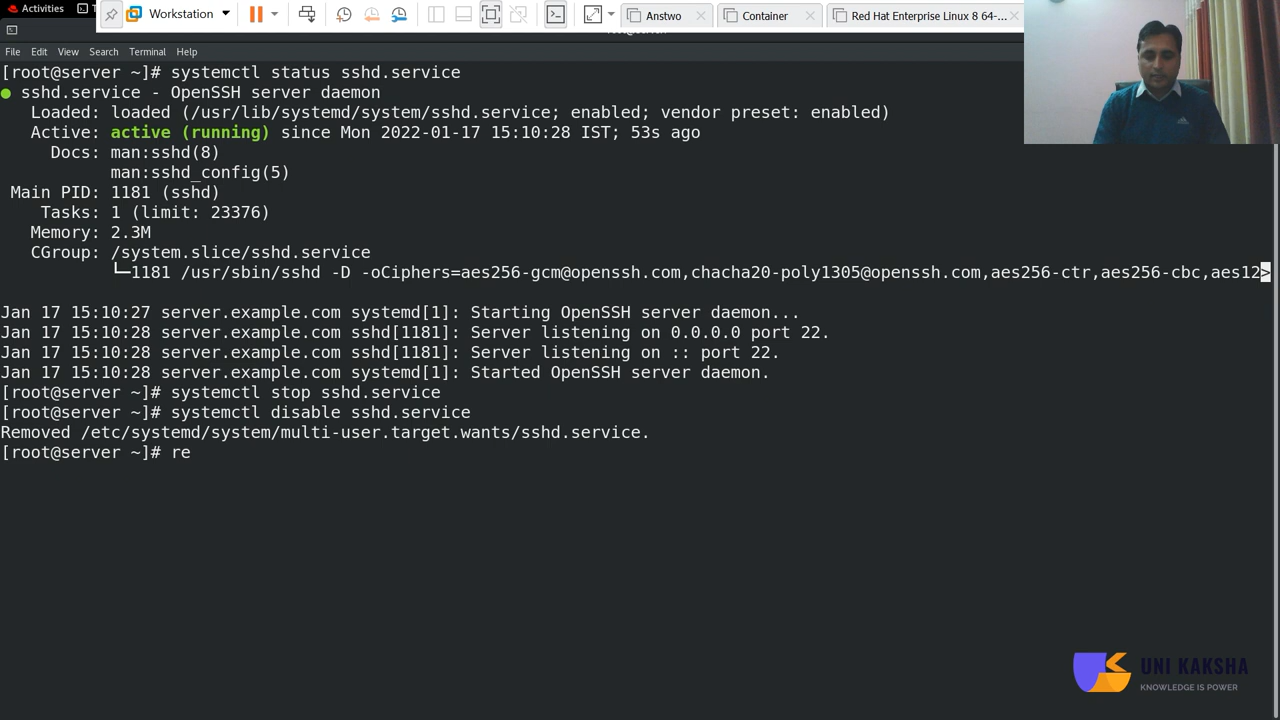 Activities
Workstation
Anstwo
Container
Red Hat Enterprise Linux 8 64-...
File Edit View Search Terminal Help
[root@server ~]# systemctl status sshd.service
● sshd.service - OpenSSH server daemon
Loaded: loaded (/usr/lib/systemd/system/sshd.service; enabled; vendor preset: enabled)
Active: active (running) since Mon 2022-01-17 15:10:28 IST; 53s ago
Docs: man:sshd(8)
man:sshd_config(5)
Main PID: 1181 (sshd)
Tasks: 1 (limit: 23376)
Memory: 2.3M
CGroup: /system.slice/sshd.service
└─1181 /usr/sbin/sshd -D -oCiphers=aes256-gcm@openssh.com,chacha20-poly1305@openssh.com,aes256-ctr,aes256-cbc,aes12>
Jan 17 15:10:27 server.example.com systemd[1]: Starting OpenSSH server daemon...
Jan 17 15:10:28 server.example.com sshd[1181]: Server listening on 0.0.0.0 port 22.
Jan 17 15:10:28 server.example.com sshd[1181]: Server listening on :: port 22.
Jan 17 15:10:28 server.example.com systemd[1]: Started OpenSSH server daemon.
[root@server ~]# systemctl stop sshd.service
[root@server ~]# systemctl disable sshd.service
Removed /etc/systemd/system/multi-user.target.wants/sshd.service.
[root@server ~]# re
UNI KAKSHA
KNOWLEDGE IS POWER